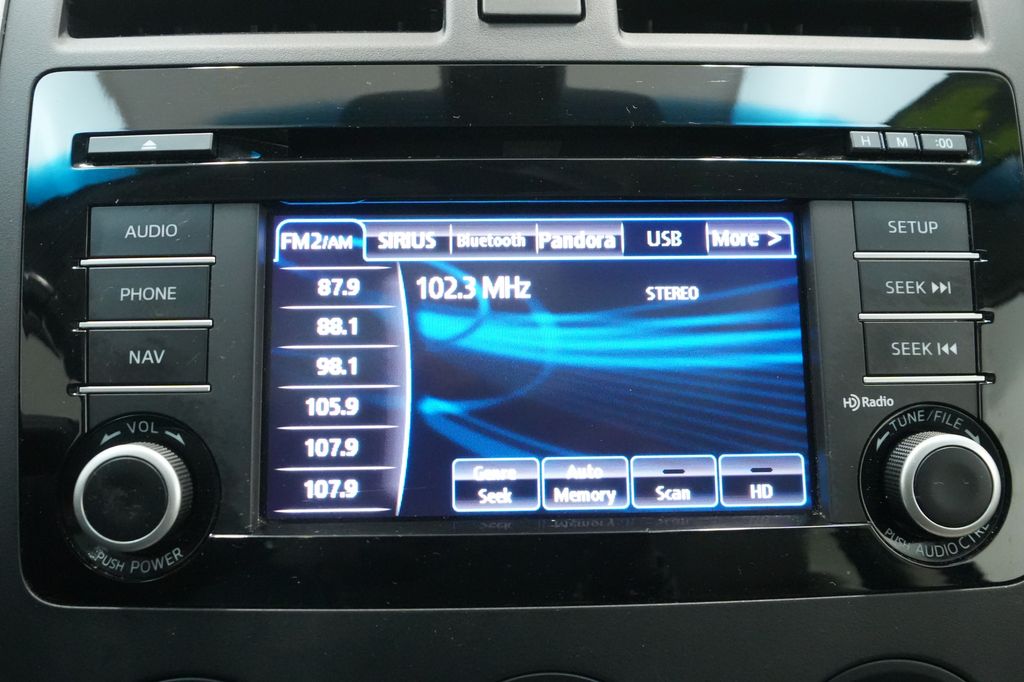 H M :00
AUDIO
PHONE
NAV
VOL
PUSH POWER
FM2/AM SIRIUS Bluetooth Pandora USB More >
87.9
88.1
98.1
105.9
107.9
107.9
102.3 MHz STEREO
Genre Seek
Auto Memory
Scan
HD
SETUP
SEEK
SEEK
HD Radio
TUNE/FILE
PUSH AUDIO CTRL